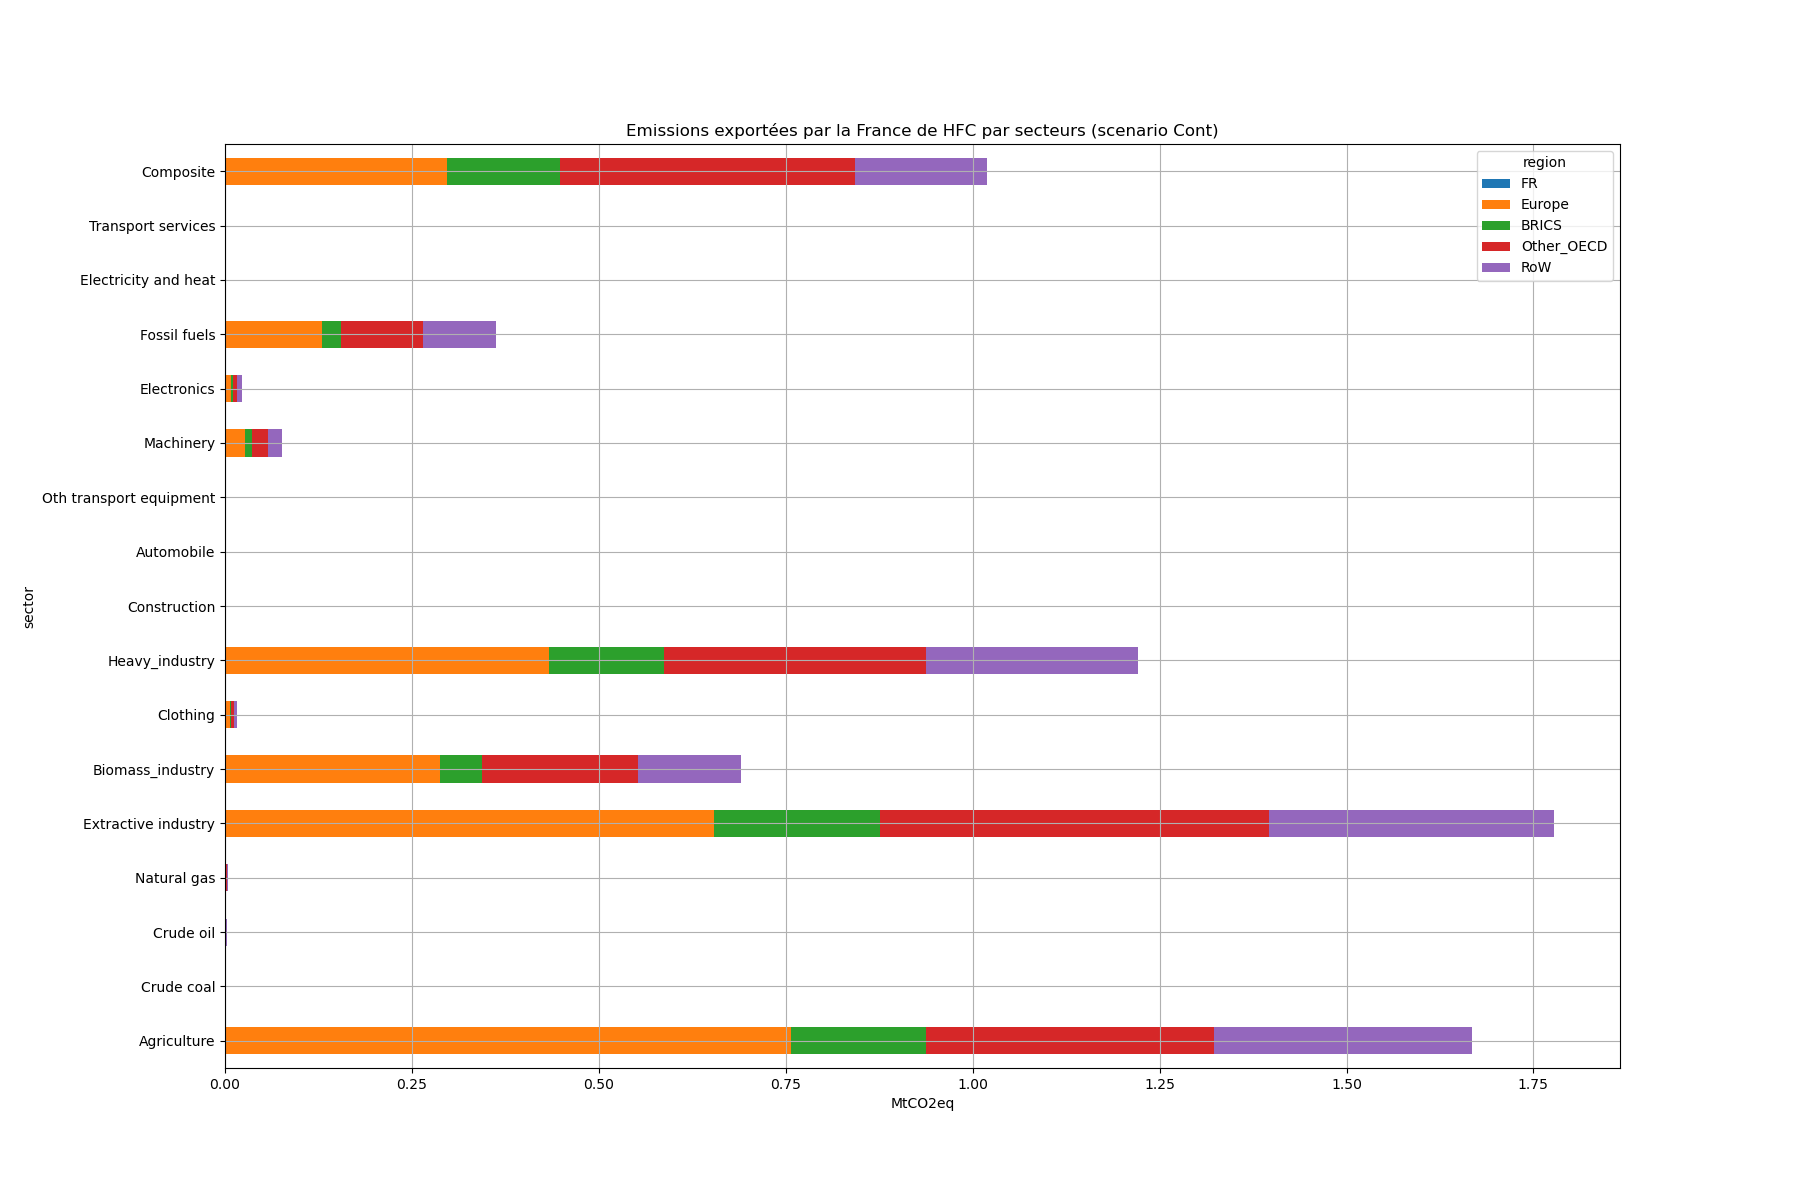 Emissions exportées par la France de HFC par secteurs (scenario Cont)
region
FR
Europe
BRICS
Other_OECD
RoW
sector
Composite
Transport services
Electricity and heat
Fossil fuels
Electronics
Machinery
Oth transport equipment
Automobile
Construction
Heavy_industry
Clothing
Biomass_industry
Extractive industry
Natural gas
Crude oil
Crude coal
Agriculture
0.00 0.25 0.50 0.75 1.00 1.25 1.50 1.75
MtCO2eq